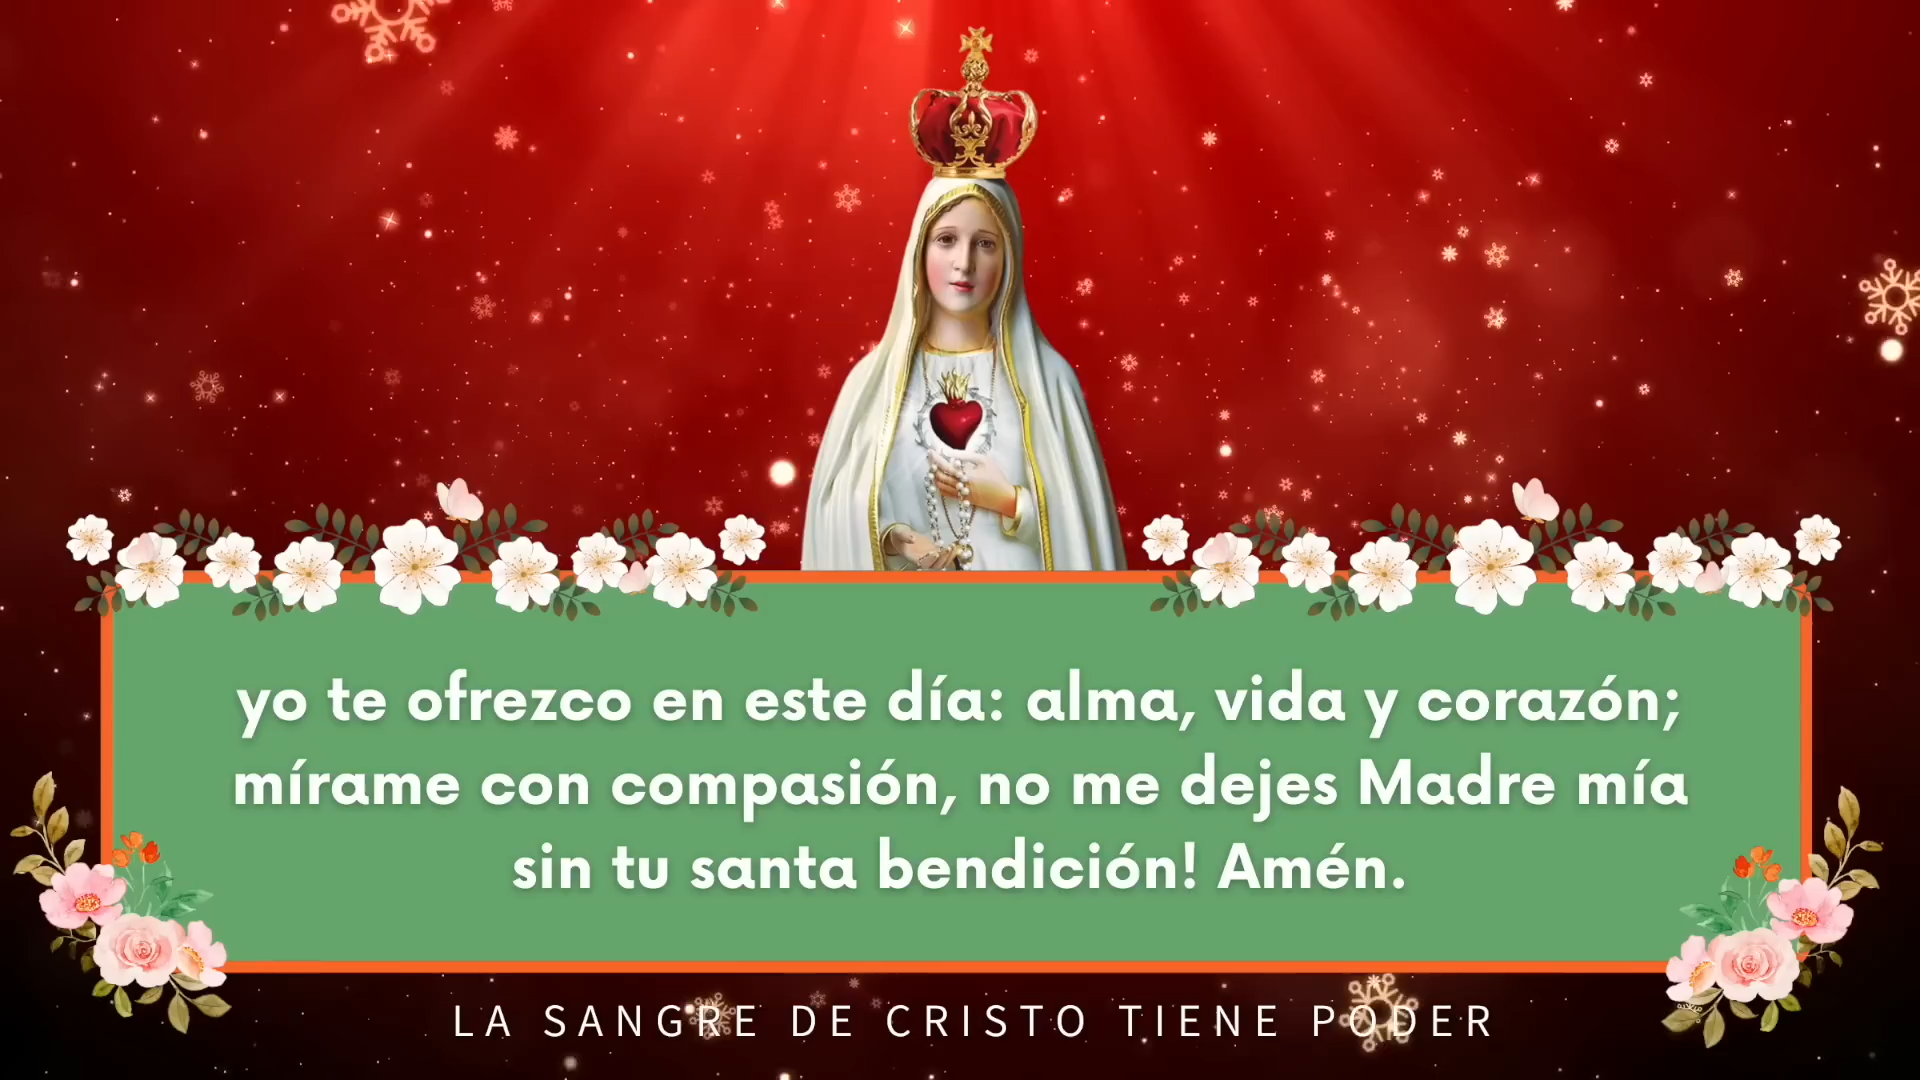 yo te ofrezco en este día: alma, vida y corazón;
mírame con compasión, no me dejes Madre mía
sin tu santa bendición! Amén.
LA SANGRE DE CRISTO TIENE PODER